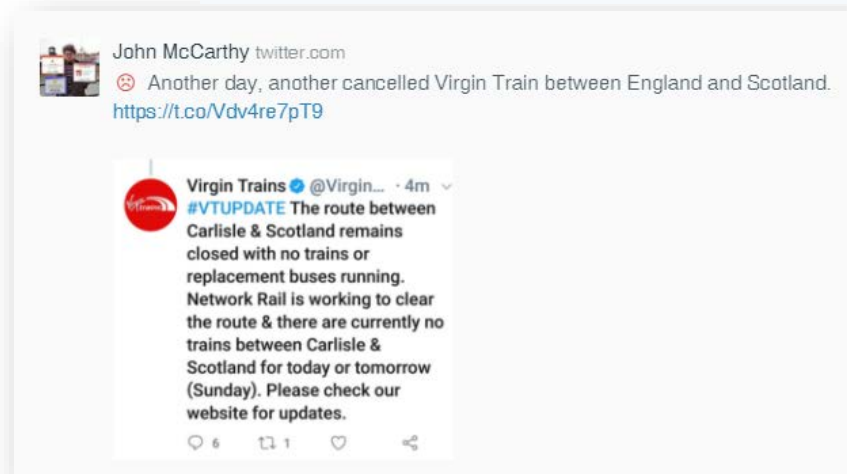 John McCarthy twitter.com
☹ Another day, another cancelled Virgin Train between England and Scotland.
https://t.co/Vdv4re7pT9
Virgin Trains @Virgin... · 4m
#VTUPDATE The route between
Carlisle & Scotland remains
closed with no trains or
replacement buses running.
Network Rail is working to clear
the route & there are currently no
trains between Carlisle &
Scotland for today or tomorrow
(Sunday). Please check our
website for updates.
6 1